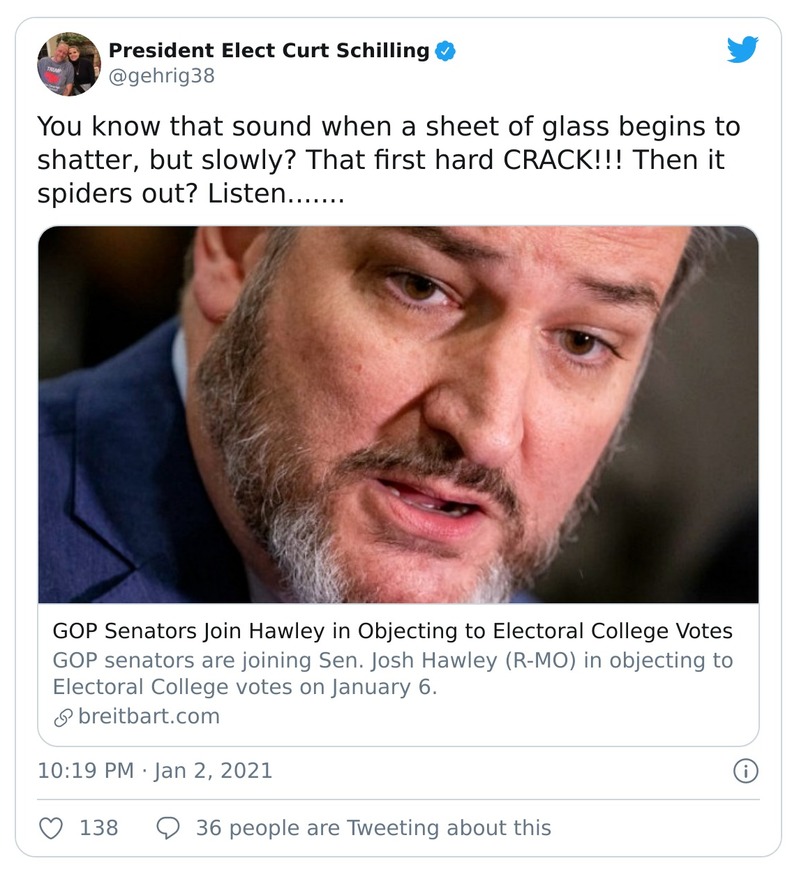 President Elect Curt Schilling
@gehrig38
You know that sound when a sheet of glass begins to
shatter, but slowly? That first hard CRACK!!! Then it
spiders out? Listen.......
GOP Senators Join Hawley in Objecting to Electoral College Votes
GOP senators are joining Sen. Josh Hawley (R-MO) in objecting to
Electoral College votes on January 6.
breitbart.com
10:19 PM · Jan 2, 2021
138 36 people are Tweeting about this